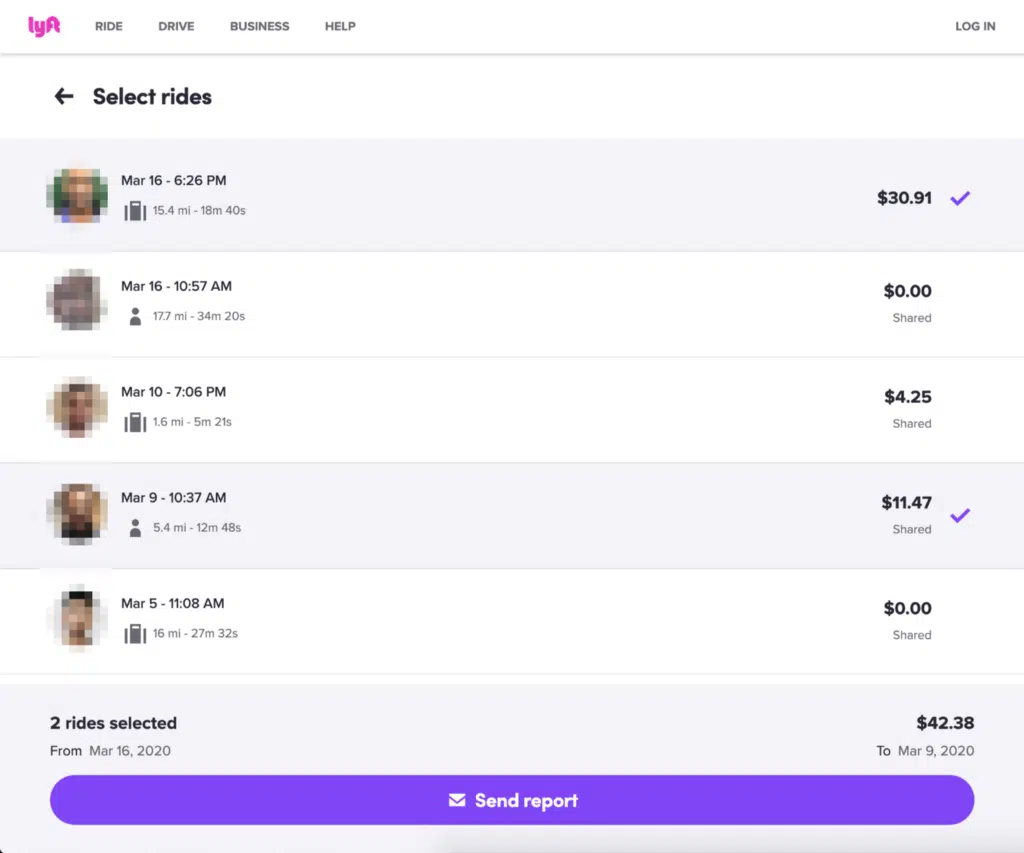 lyft RIDE DRIVE BUSINESS HELP LOG IN
Select rides
Mar 16 - 6:26 PM
15.4 mi - 18m 40s
$30.91
Mar 16 - 10:57 AM
17.7 mi - 34m 20s
$0.00
Shared
Mar 10 - 7:06 PM
1.6 mi - 5m 21s
$4.25
Shared
Mar 9 - 10:37 AM
5.4 mi - 12m 48s
$11.47
Shared
Mar 5 - 11:08 AM
16 mi - 27m 32s
$0.00
Shared
2 rides selected $42.38
From Mar 16, 2020 To Mar 9, 2020
Send report